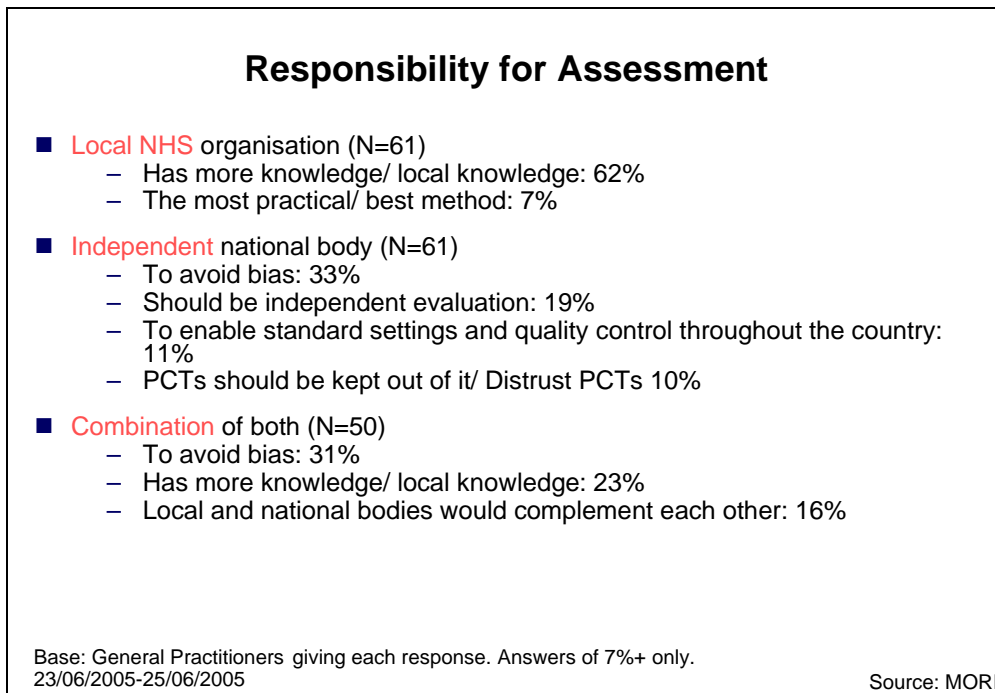 Responsibility for Assessment
Local NHS organisation (N=61)
– Has more knowledge/ local knowledge: 62%
– The most practical/ best method: 7%
Independent national body (N=61)
– To avoid bias: 33%
– Should be independent evaluation: 19%
– To enable standard settings and quality control throughout the country:
11%
– PCTs should be kept out of it/ Distrust PCTs 10%
Combination of both (N=50)
– To avoid bias: 31%
– Has more knowledge/ local knowledge: 23%
– Local and national bodies would complement each other: 16%
Base: General Practitioners giving each response. Answers of 7%+ only.
23/06/2005-25/06/2005
Source: MORI